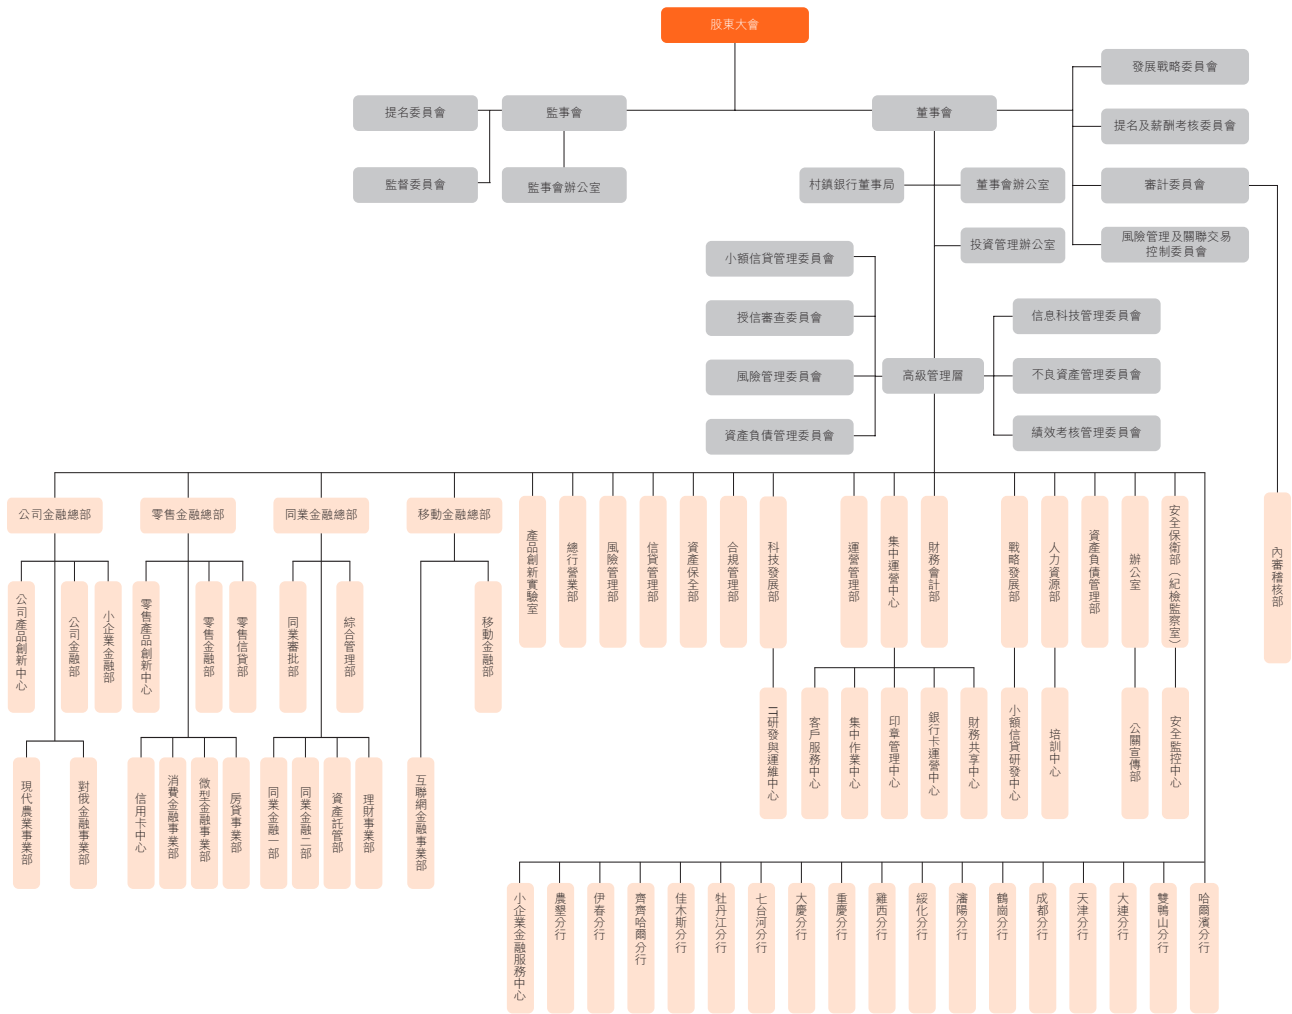 股東大會
發展戰略委員會
提名委員會
監事會
董事會
提名及薪酬考核委員會
監督委員會
監事會辦公室
村鎮銀行董事局
董事會辦公室
審計委員會
小額信貸管理委員會
投資管理辦公室
風險管理及關聯交易
控制委員會
授信審查委員會
信息科技管理委員會
風險管理委員會
高級管理層
不良資產管理委員會
資產負債管理委員會
績效考核管理委員會
公司金融總部
零售金融總部
同業金融總部
移動金融總部
產品創新實驗室
總行營業部
風險管理部
信貸管理部
資產保全部
合規管理部
科技發展部
運營管理部
集中運營中心
財務會計部
戰略發展部
人力資源部
資產負債管理部
辦公室
安全保衛部（紀檢監察室）
內審稽核部
公司產品創新中心
公司金融部
小企業金融部
零售產品創新中心
零售金融部
零售信貸部
同業審批部
綜合管理部
移動金融部
IT研發與運維中心
客戶服務中心
集中作業中心
印章管理中心
銀行卡運營中心
財務共享中心
小額信貸研發中心
培訓中心
公關宣傳部
安全監控中心
現代農業事業部
對俄金融事業部
信用卡中心
消費金融事業部
微型金融事業部
房貸事業部
同業金融一部
同業金融二部
資產託管部
理財事業部
互聯網金融事業部
小企業金融服務中心
農墾分行
伊春分行
齊齊哈爾分行
佳木斯分行
牡丹江分行
七台河分行
大慶分行
重慶分行
雞西分行
綏化分行
瀋陽分行
鶴崗分行
成都分行
天津分行
大連分行
雙鴨山分行
哈爾濱分行